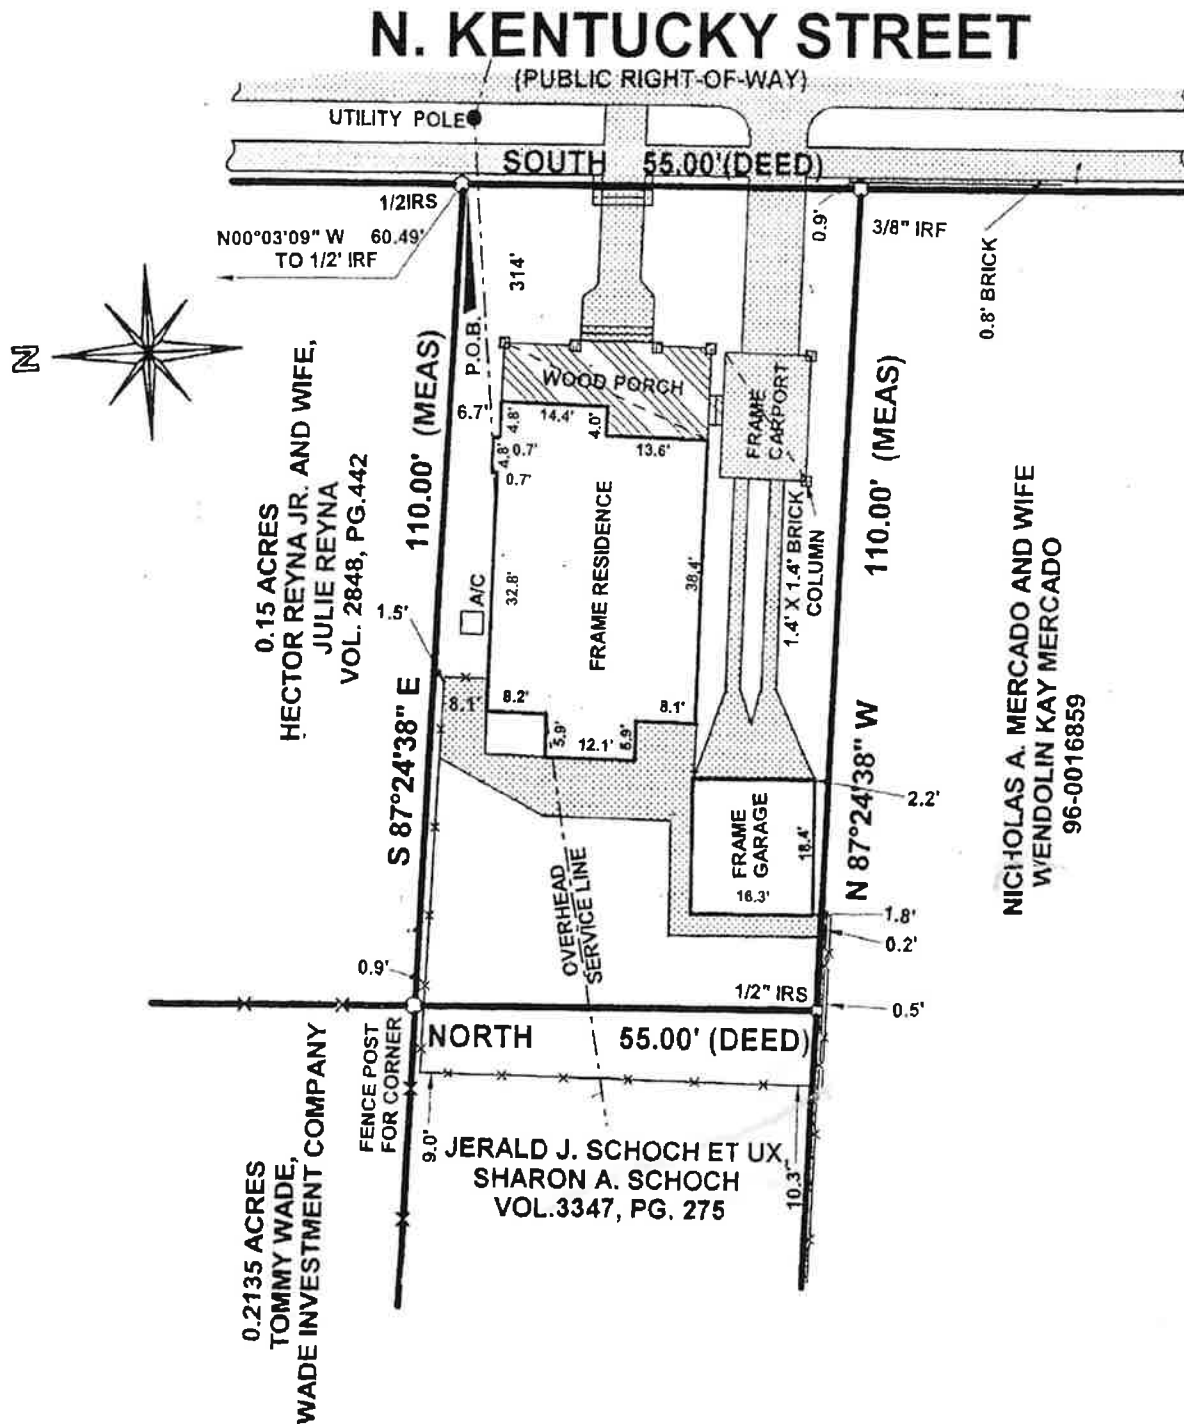 N. KENTUCKY STREET
(PUBLIC RIGHT-OF-WAY)
UTILITY POLE
SOUTH 55.00'(DEED)
1/2IRS
N00°03'09" W 60.49'
TO 1/2' IRF
3/8" IRF
0.9'
0.8' BRICK
314'
P.O.B.
N
6.7'
WOOD PORCH
4.8'
14.4'
4.0'
13.6'
4.8'
0.7'
0.7'
FRAME
CARPORT
110.00' (MEAS)
S 87°24'38" E
110.00' (MEAS)
N 87°24'38" W
0.15 ACRES
HECTOR REYNA JR. AND WIFE,
JULIE REYNA
VOL. 2848, PG.442
FRAME RESIDENCE
32.8'
38.4'
A/C
1.4' X 1.4' BRICK
COLUMN
NICHOLAS A. MERCADO AND WIFE
WENDOLIN KAY MERCADO
96-0016859
1.5'
8.1'
8.2'
5.9'
12.1'
5.9'
8.1'
FRAME
GARAGE
18.4'
16.3'
2.2'
1.8'
0.2'
0.5'
OVERHEAD
SERVICE LINE
0.9'
1/2" IRS
NORTH 55.00' (DEED)
FENCE POST
FOR CORNER
9.0'
10.3'
JERALD J. SCHOCH ET UX,
SHARON A. SCHOCH
VOL.3347, PG. 275
0.2135 ACRES
TOMMY WADE,
WADE INVESTMENT COMPANY